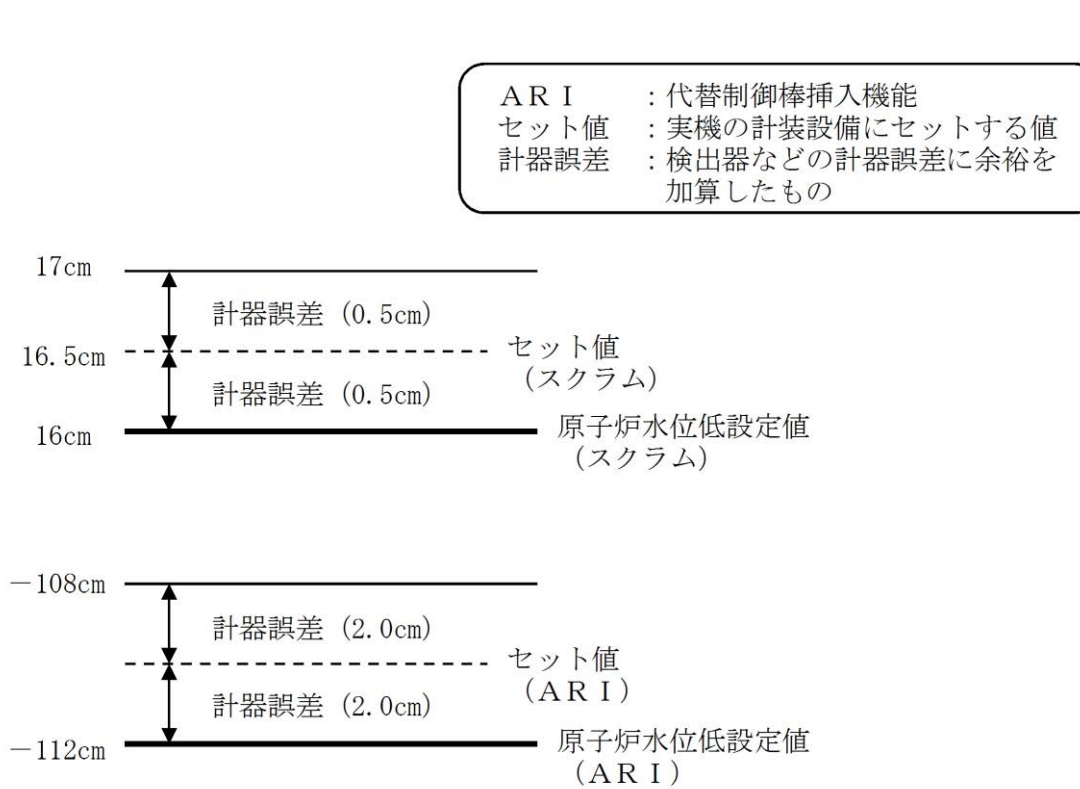 ＡＲＩ　　：代替制御棒挿入機能
セット値　：実機の計装設備にセットする値
計器誤差　：検出器などの計器誤差に余裕を
加算したもの
17cm
計器誤差 (0.5cm)
16.5cm
セット値
（スクラム）
計器誤差 (0.5cm)
16cm
原子炉水位低設定値
（スクラム）
－108cm
計器誤差 (2.0cm)
セット値
（ＡＲＩ）
計器誤差 (2.0cm)
－112cm
原子炉水位低設定値
（ＡＲＩ）